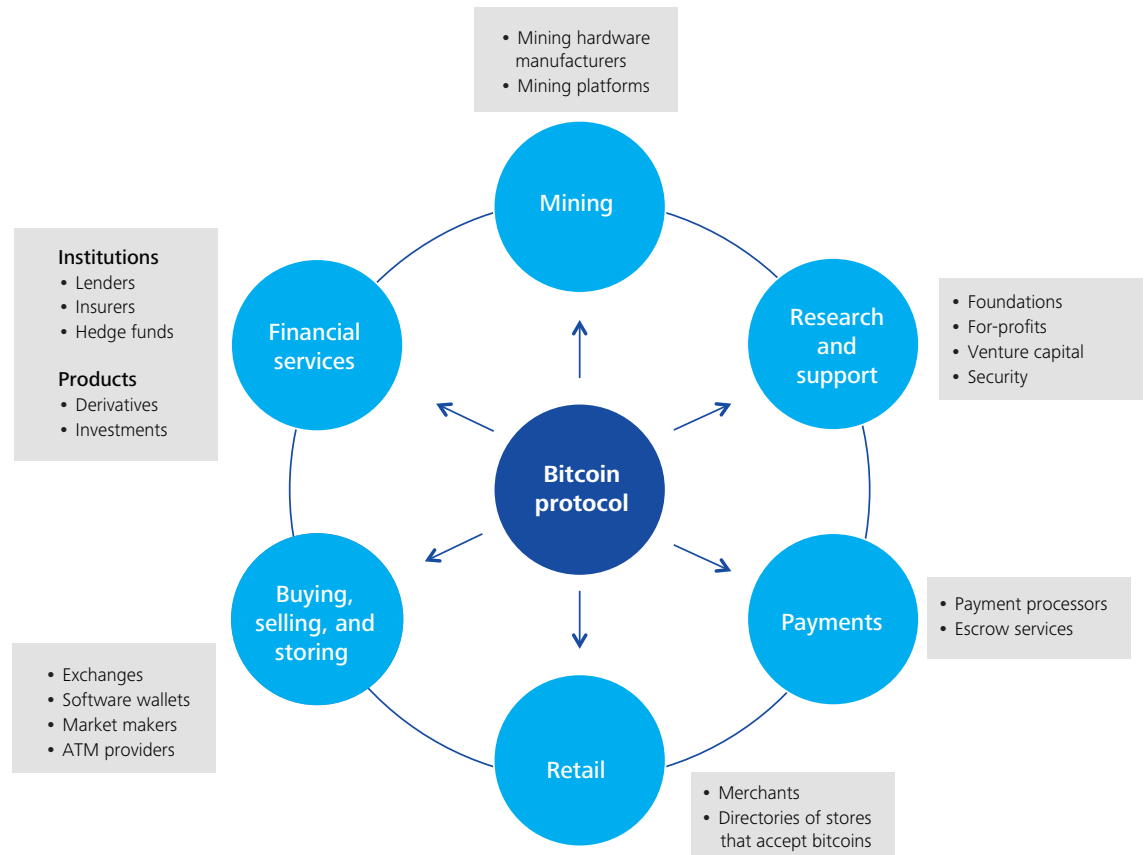 • Mining hardware
manufacturers
• Mining platforms
Mining
Institutions
• Lenders
• Insurers
• Hedge funds
Products
• Derivatives
• Investments
Financial
services
Research
and
support
• Foundations
• For-profits
• Venture capital
• Security
Bitcoin
protocol
Buying,
selling, and
storing
• Exchanges
• Software wallets
• Market makers
• ATM providers
Payments
• Payment processors
• Escrow services
Retail
• Merchants
• Directories of stores
that accept bitcoins